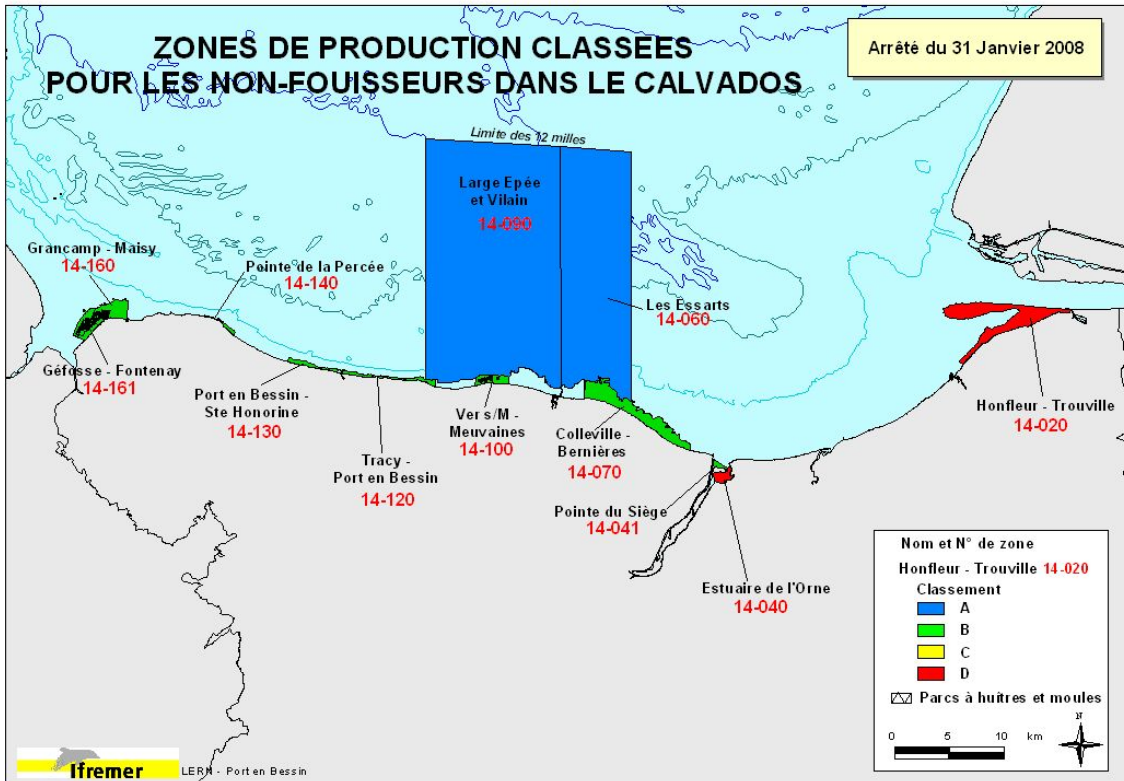 ZONES DE PRODUCTION CLASSEES
POUR LES NON-FOUISSEURS DANS LE CALVADOS
Arrêté du 31 Janvier 2008
Limite des 12 milles
Large Epée
et Vilain
14-090
Grancamp - Maisy
14-160
Pointe de la Percée
14-140
Les Essarts
14-060
Géfosse - Fontenay
14-161
Port en Bessin -
Ste Honorine
14-130
Tracy -
Port en Bessin
14-120
Ver s/M -
Meuvaines
14-100
Colleville -
Bernières
14-070
Honfleur - Trouville
14-020
Pointe du Siège
14-041
Estuaire de l'Orne
14-040
Nom et N° de zone
Honfleur - Trouville 14-020
Classement
A
B
C
D
Parcs à huîtres et moules
0 5 10 km
N
Ifremer
LERN - Port en Bessin